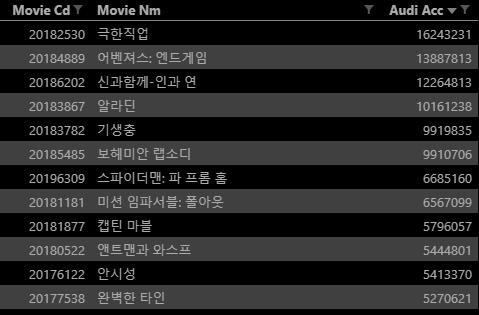 Movie Cd Movie Nm Audi Acc
20182530 극한직업 16243231
20184889 어벤져스: 엔드게임 13887813
20186202 신과함께-인과 연 12264813
20183867 알라딘 10161238
20183782 기생충 9919835
20185485 보헤미안 랩소디 9910706
20196309 스파이더맨: 파 프롬 홈 6685160
20181181 미션 임파서블: 폴아웃 6567099
20181877 캡틴 마블 5796057
20180522 앤트맨과 와스프 5444801
20176122 안시성 5413370
20177538 완벽한 타인 5270621